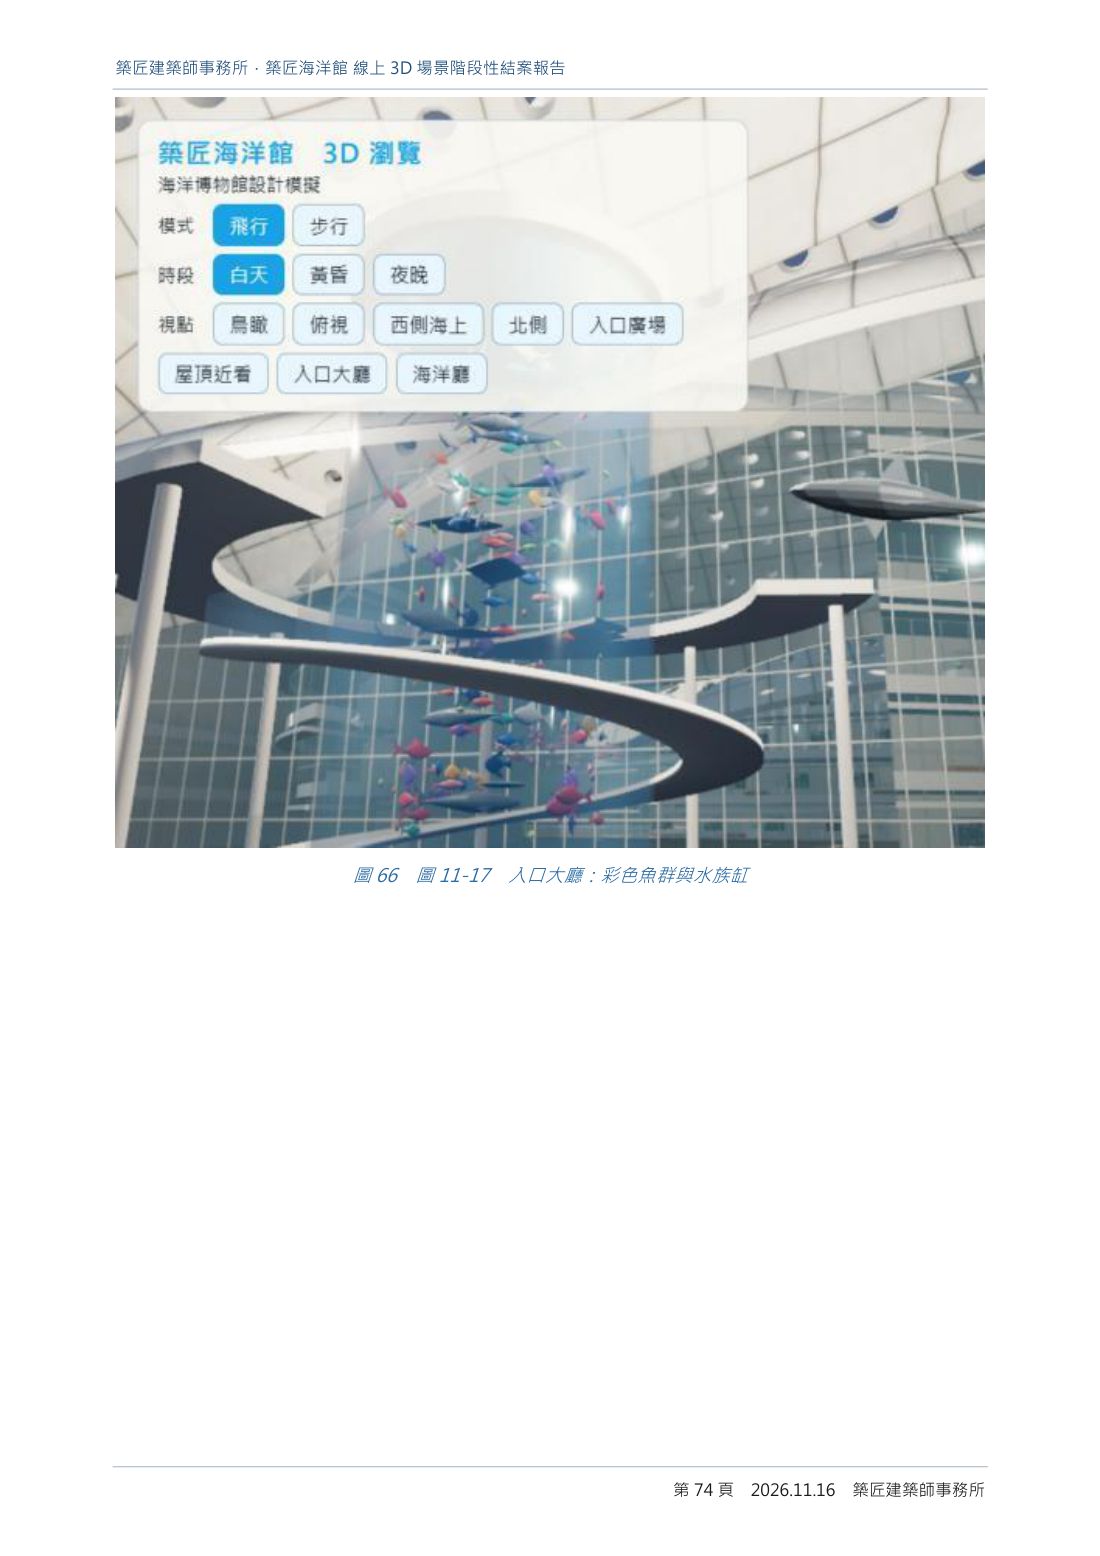 築匠建築師事務所．築匠海洋館 線上 3D 場景階段性結案報告
築匠海洋館　3D 瀏覽
海洋博物館設計模擬
模式 飛行 步行
時段 白天 黃昏 夜晚
視點 鳥瞰 俯視 西側海上 北側 入口廣場
屋頂近看 入口大廳 海洋廳
圖 66　圖 11-17　入口大廳：彩色魚群與水族缸
第 74 頁　2026.11.16　築匠建築師事務所